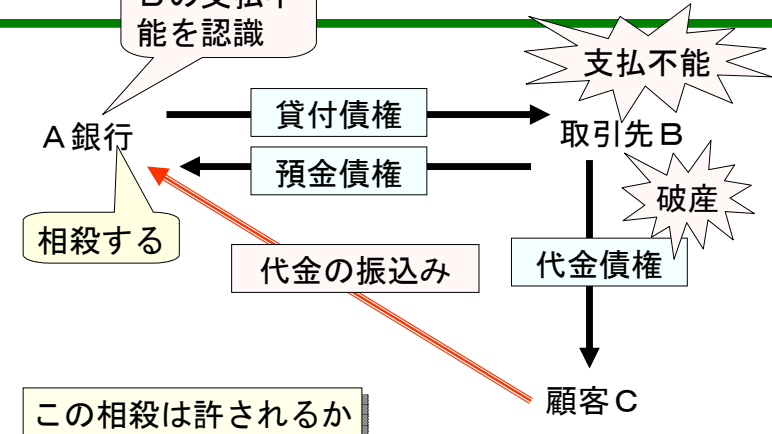 能を認識
支払不能
貸付債権
A銀行
取引先B
預金債権
破産
相殺する
代金の振込み
代金債権
顧客C
この相殺は許されるか